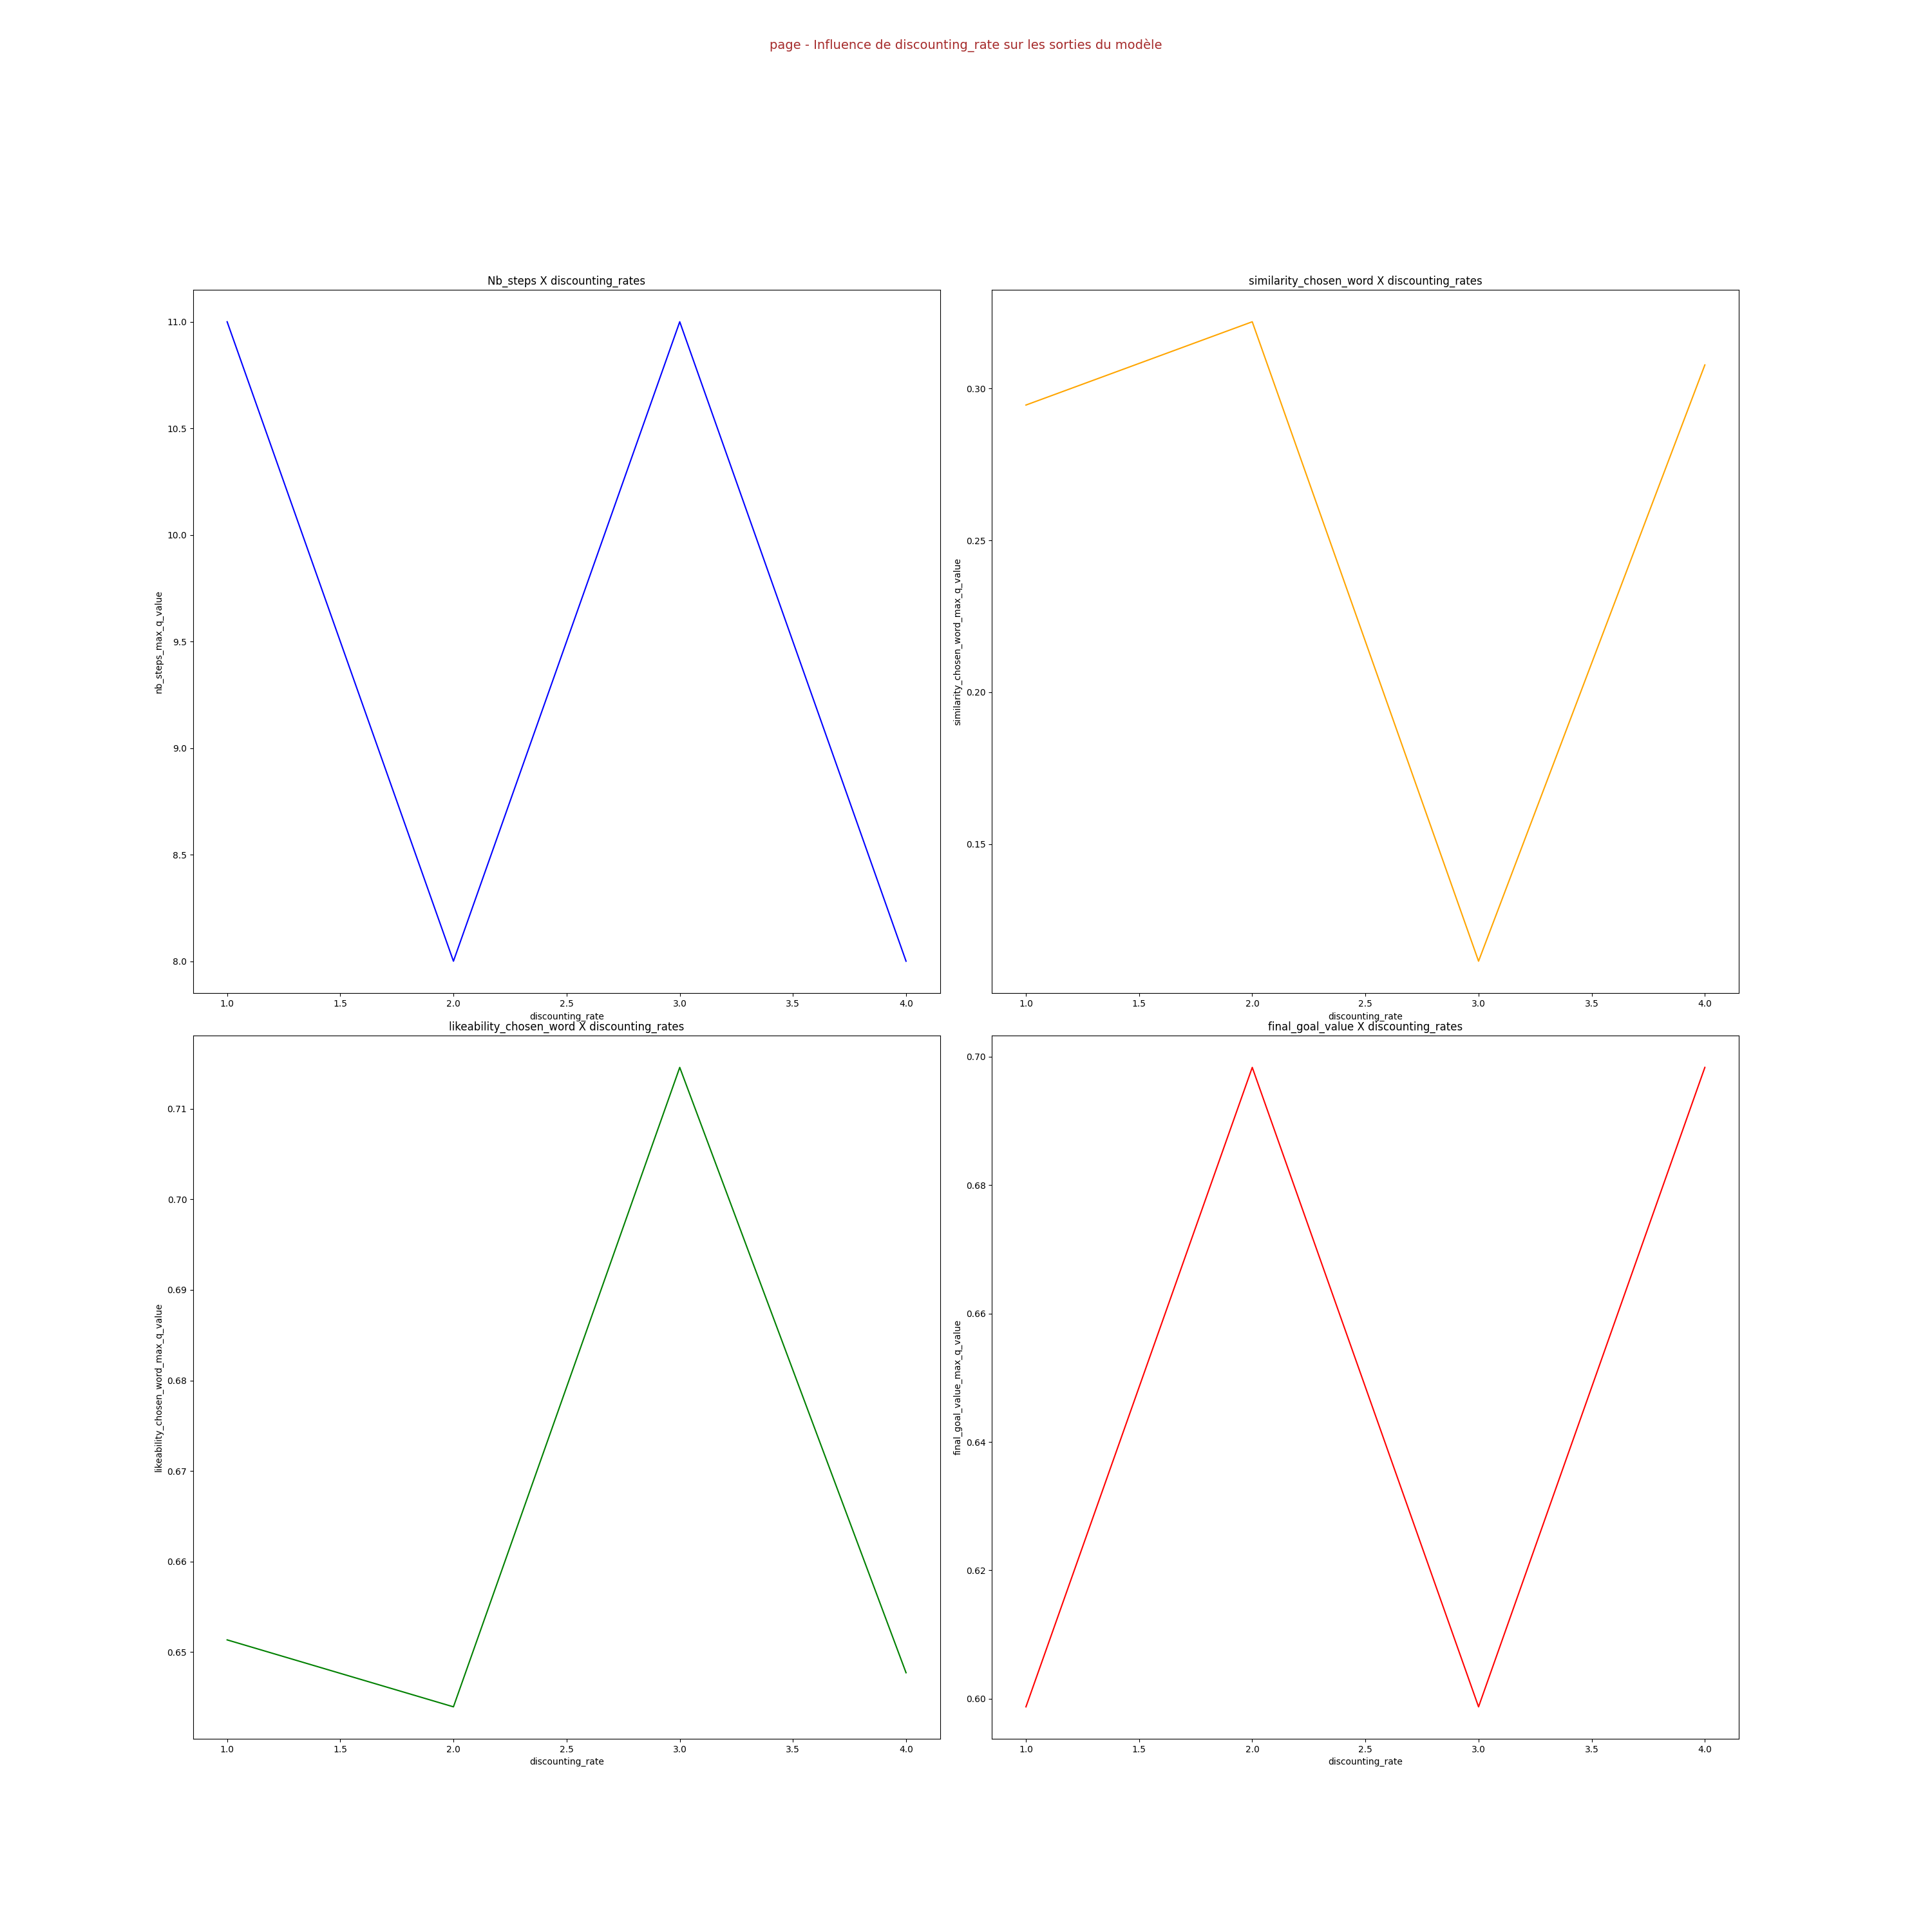 page - Influence de discounting_rate sur les sorties du modèle
Nb_steps X discounting_rates
11.0
10.5
10.0
9.5
9.0
8.5
8.0
nb_steps_max_q_value
1.0 1.5 2.0 2.5 3.0 3.5 4.0
discounting_rate
similarity_chosen_word X discounting_rates
0.30
0.25
0.20
0.15
similarity_chosen_word_max_q_value
1.0 1.5 2.0 2.5 3.0 3.5 4.0
discounting_rate
likeability_chosen_word X discounting_rates
0.71
0.70
0.69
0.68
0.67
0.66
0.65
likeability_chosen_word_max_q_value
1.0 1.5 2.0 2.5 3.0 3.5 4.0
discounting_rate
final_goal_value X discounting_rates
0.70
0.68
0.66
0.64
0.62
0.60
final_goal_value_max_q_value
1.0 1.5 2.0 2.5 3.0 3.5 4.0
discounting_rate